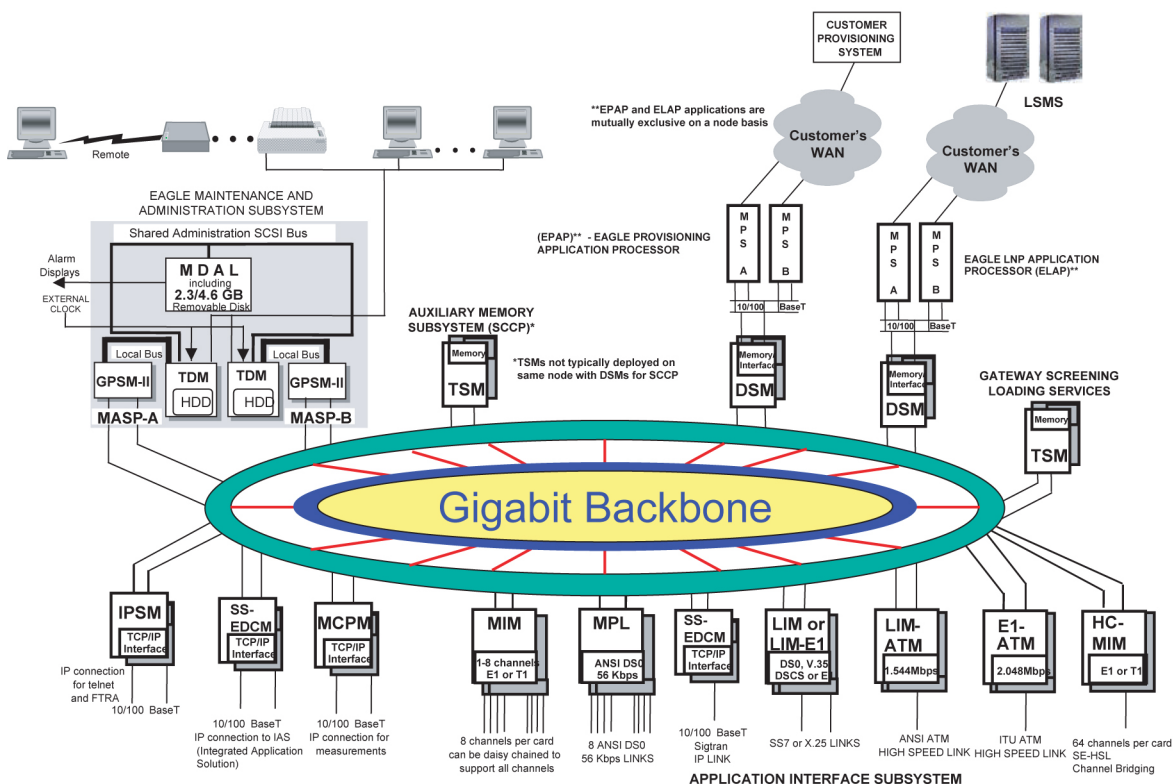 CUSTOMER
PROVISIONING
SYSTEM
LSMS
**EPAP and ELAP applications are
mutually exclusive on a node basis
Customer's
WAN
Customer's
WAN
Remote
EAGLE MAINTENANCE AND
ADMINISTRATION SUBSYSTEM
Shared Administration SCSI Bus
Alarm
Displays
EXTERNAL
CLOCK
M D A L
including
2.3/4.6 GB
Removable Disk
Local Bus
Local Bus
GPSM-II
TDM
HDD
TDM
HDD
GPSM-II
MASP-A
MASP-B
AUXILIARY MEMORY
SUBSYSTEM (SCCP)*
Memory
TSM
*TSMs not typically deployed on
same node with DSMs for SCCP
(EPAP)** - EAGLE PROVISIONING
APPLICATION PROCESSOR
M
P
S
A
M
P
S
B
10/100
BaseT
Memory/
Interface
DSM
M
P
S
A
M
P
S
B
10/100
BaseT
EAGLE LNP APPLICATION
PROCESSOR (ELAP)**
Memory/
Interface
DSM
GATEWAY SCREENING
LOADING SERVICES
Memory
TSM
Gigabit Backbone
IPSM
TCP/IP
Interface
IP connection
for telnet
and FTRA
10/100 BaseT
SS-
EDCM
TCP/IP
Interface
10/100 BaseT
IP connection to IAS
(Integrated Application
Solution)
MCPM
TCP/IP
Interface
10/100 BaseT
IP connection for
measurements
MIM
1-8 channels
E1 or T1
8 channels per card
can be daisy chained to
support all channels
MPL
ANSI DS0
56 Kbps
8 ANSI DS0
56 Kbps LINKS
SS-
EDCM
TCP/IP
Interface
10/100 BaseT
Sigtran
IP LINK
LIM or
LIM-E1
DS0, V.35
DSCS or E
SS7 or X.25 LINKS
LIM-
ATM
1.544Mbps
ANSI ATM
HIGH SPEED LINK
E1-
ATM
2.048Mbps
ITU ATM
HIGH SPEED LINK
HC-
MIM
E1 or T1
64 channels per card
SE-HSL
Channel Bridging
APPLICATION INTERFACE SUBSYSTEM